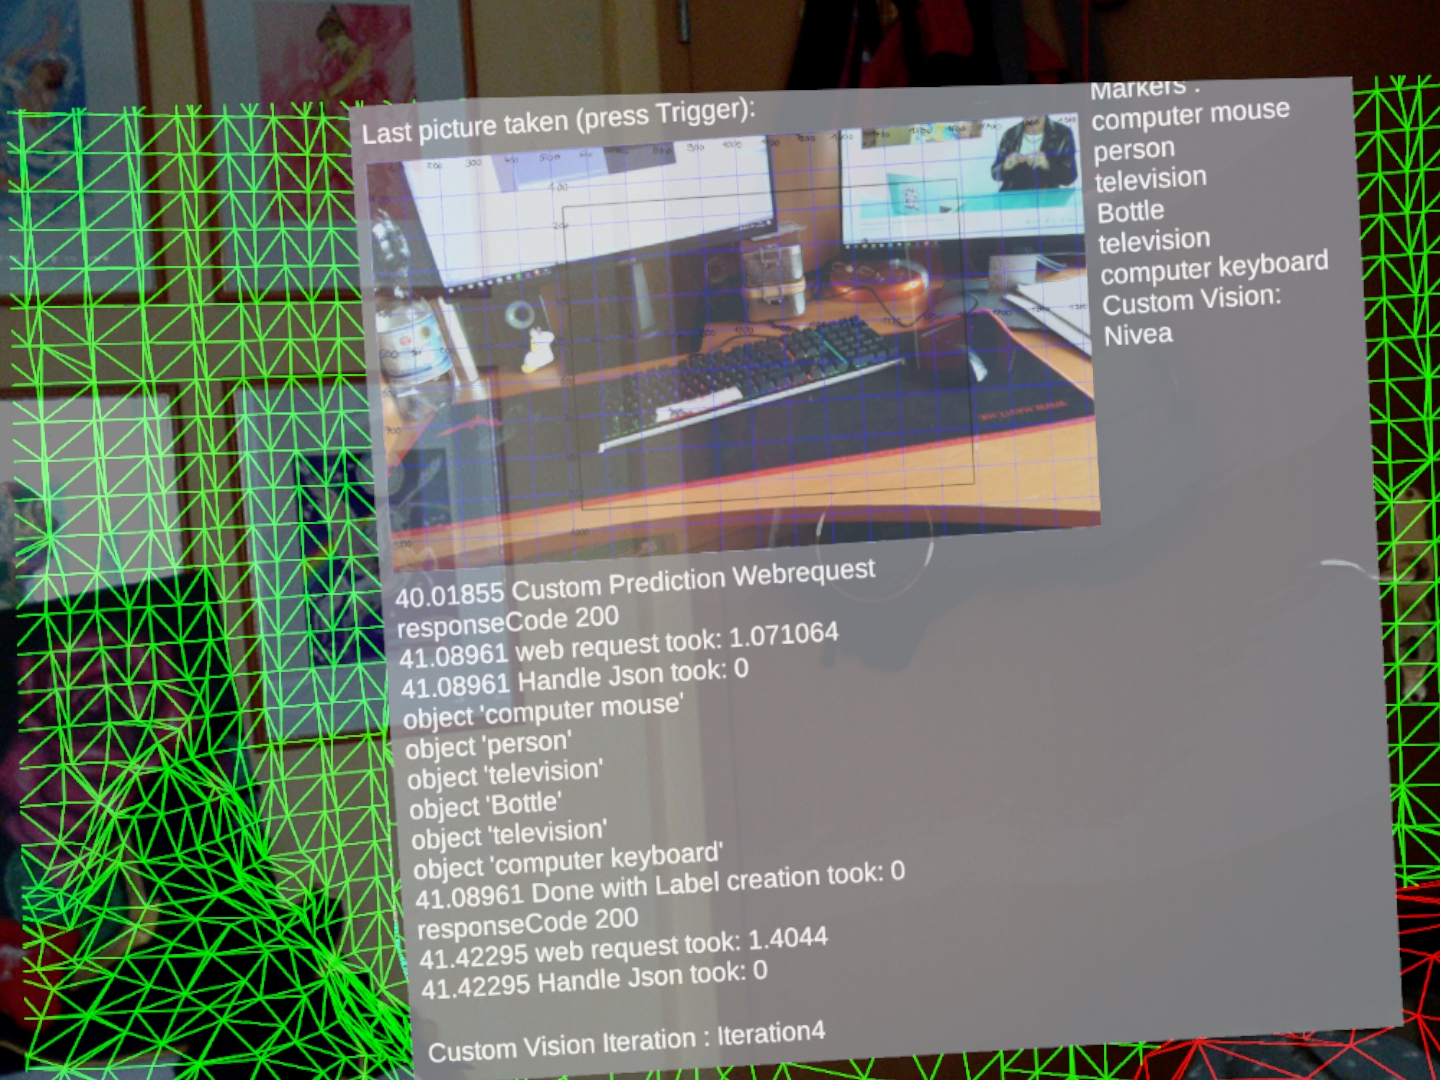 Last picture taken (press Trigger):
Markers :
computer mouse
person
television
Bottle
television
computer keyboard
Custom Vision:
Nivea
40.01855 Custom Prediction Webrequest
responseCode 200
41.08961 web request took: 1.071064
41.08961 Handle Json took: 0
object 'computer mouse'
object 'person'
object 'television'
object 'Bottle'
object 'television'
object 'computer keyboard'
41.08961 Done with Label creation took: 0
responseCode 200
41.42295 web request took: 1.4044
41.42295 Handle Json took: 0
Custom Vision Iteration : Iteration4